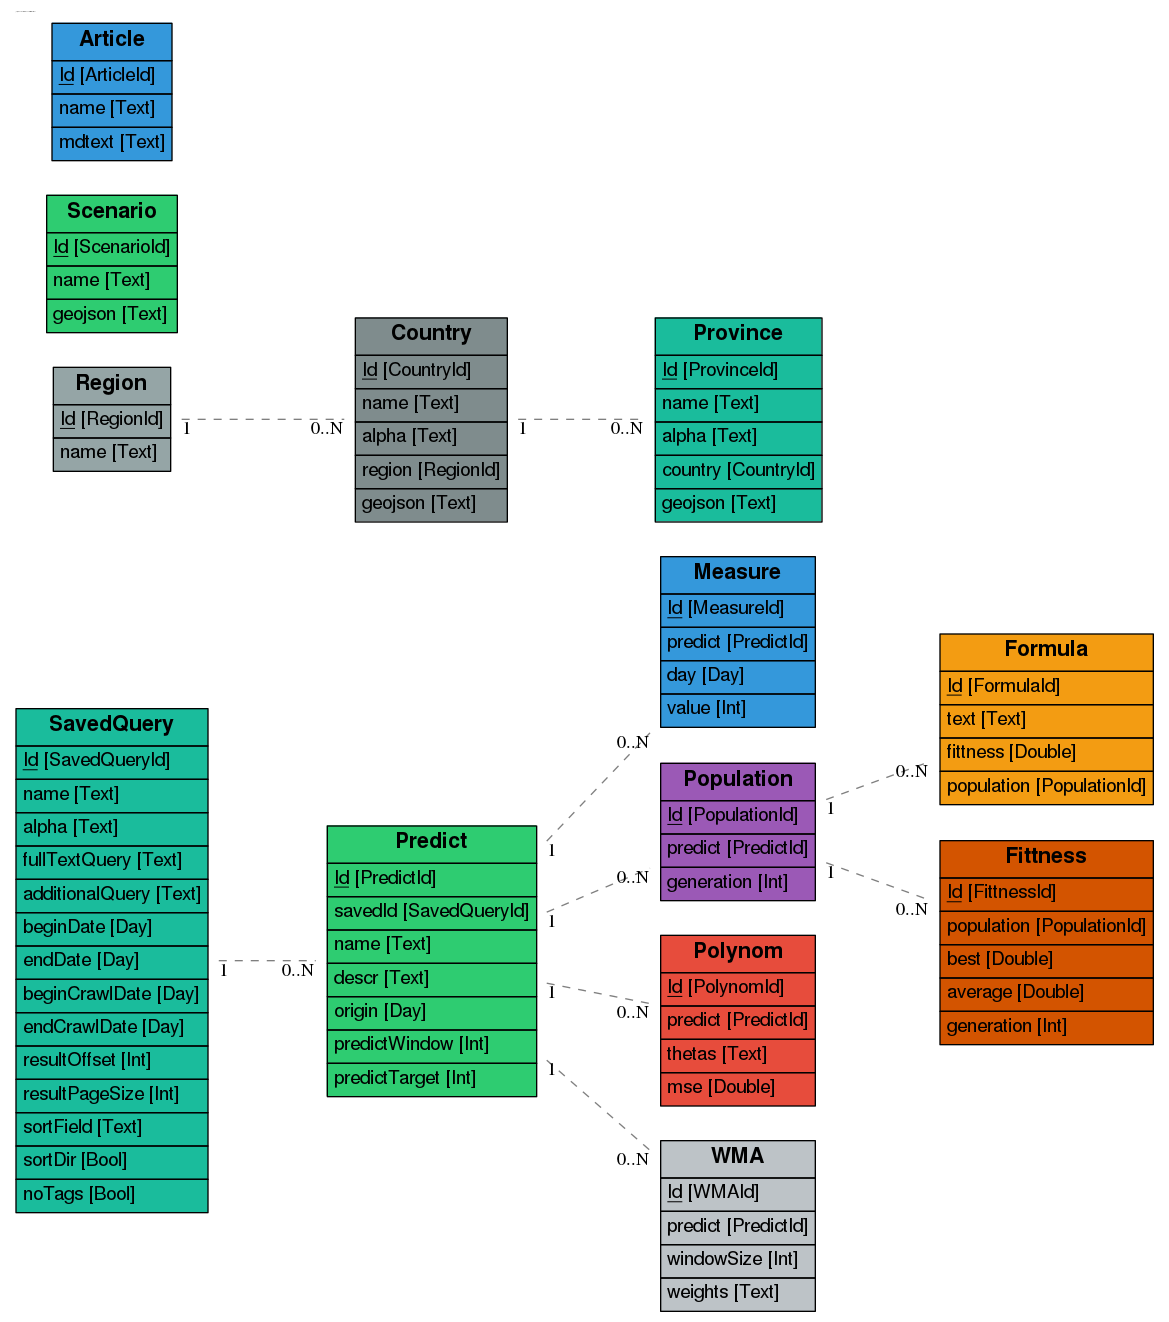 Article
Id [ArticleId]
name [Text]
mdtext [Text]
Scenario
Id [ScenarioId]
name [Text]
geojson [Text]
Region
Id [RegionId]
name [Text]
1
0..N
Country
Id [CountryId]
name [Text]
alpha [Text]
region [RegionId]
geojson [Text]
1
0..N
Province
Id [ProvinceId]
name [Text]
alpha [Text]
country [CountryId]
geojson [Text]
SavedQuery
Id [SavedQueryId]
name [Text]
alpha [Text]
fullTextQuery [Text]
additionalQuery [Text]
beginDate [Day]
endDate [Day]
beginCrawlDate [Day]
endCrawlDate [Day]
resultOffset [Int]
resultPageSize [Int]
sortField [Text]
sortDir [Bool]
noTags [Bool]
1
0..N
Predict
Id [PredictId]
savedId [SavedQueryId]
name [Text]
descr [Text]
origin [Day]
predictWindow [Int]
predictTarget [Int]
1
0..N
1
0..N
1
0..N
1
0..N
Measure
Id [MeasureId]
predict [PredictId]
day [Day]
value [Int]
Population
Id [PopulationId]
predict [PredictId]
generation [Int]
Polynom
Id [PolynomId]
predict [PredictId]
thetas [Text]
mse [Double]
WMA
Id [WMAId]
predict [PredictId]
windowSize [Int]
weights [Text]
1
0..N
1
0..N
Formula
Id [FormulaId]
text [Text]
fittness [Double]
population [PopulationId]
Fittness
Id [FittnessId]
population [PopulationId]
best [Double]
average [Double]
generation [Int]